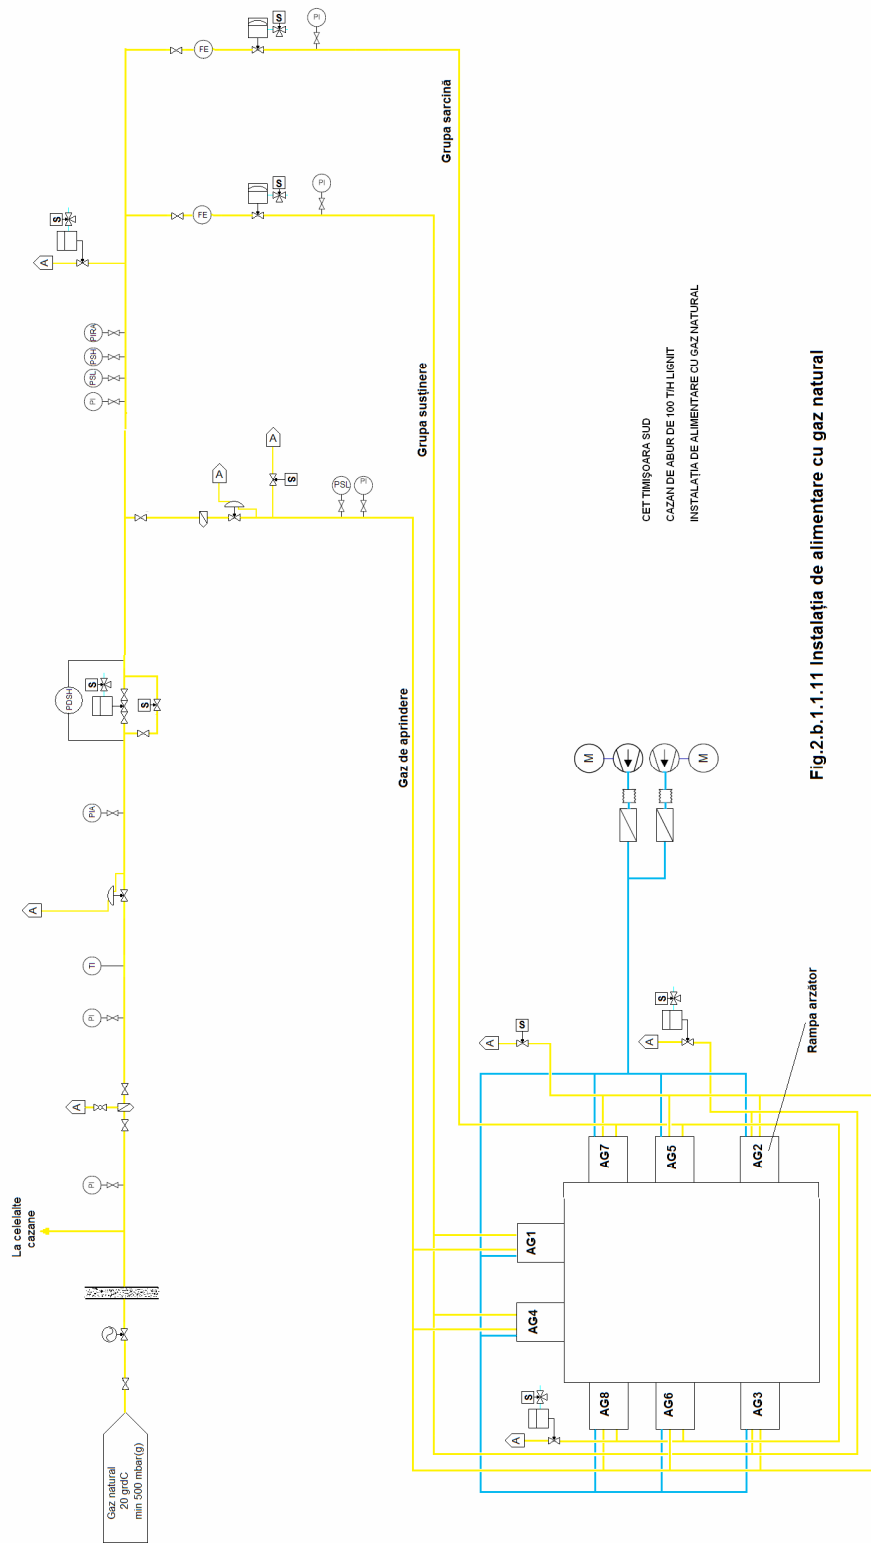 S
PI
FE
Grupa sarcină
S
PI
FE
S
A
PIRA
PSH
PSL
PI
Grupa susținere
A
A
S
PSL
PI
CET TIMIȘOARA SUD
CAZAN DE ABUR DE 100 T/H LIGNIT
INSTALAȚIA DE ALIMENTARE CU GAZ NATURAL
PDSH
S
S
Gaz de aprindere
M
M
PIA
A
TI
PI
A
PI
La celelalte
cazane
A
S
A
S
Rampa arzător
AG7
AG5
AG2
AG1
AG4
AG8
AG6
AG3
S
A
Gaz natural
20 grdC
min 500 mbar(g)
Fig.2.b.1.1.11 Instalația de alimentare cu gaz natural